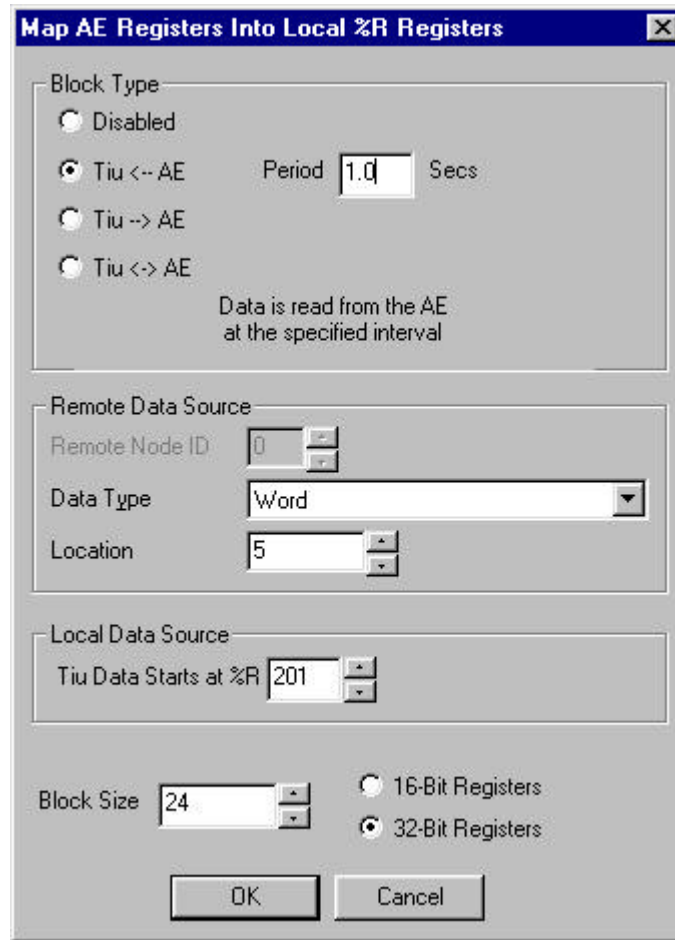 Map AE Registers Into Local %R Registers
Block Type
Disabled
Tiu <-- AE Period 1.0 Secs
Tiu --> AE
Tiu <-> AE
Data is read from the AE
at the specified interval
Remote Data Source
Remote Node ID 0
Data Type Word
Location 5
Local Data Source
Tiu Data Starts at %R 201
Block Size 24
16-Bit Registers
32-Bit Registers
OK Cancel